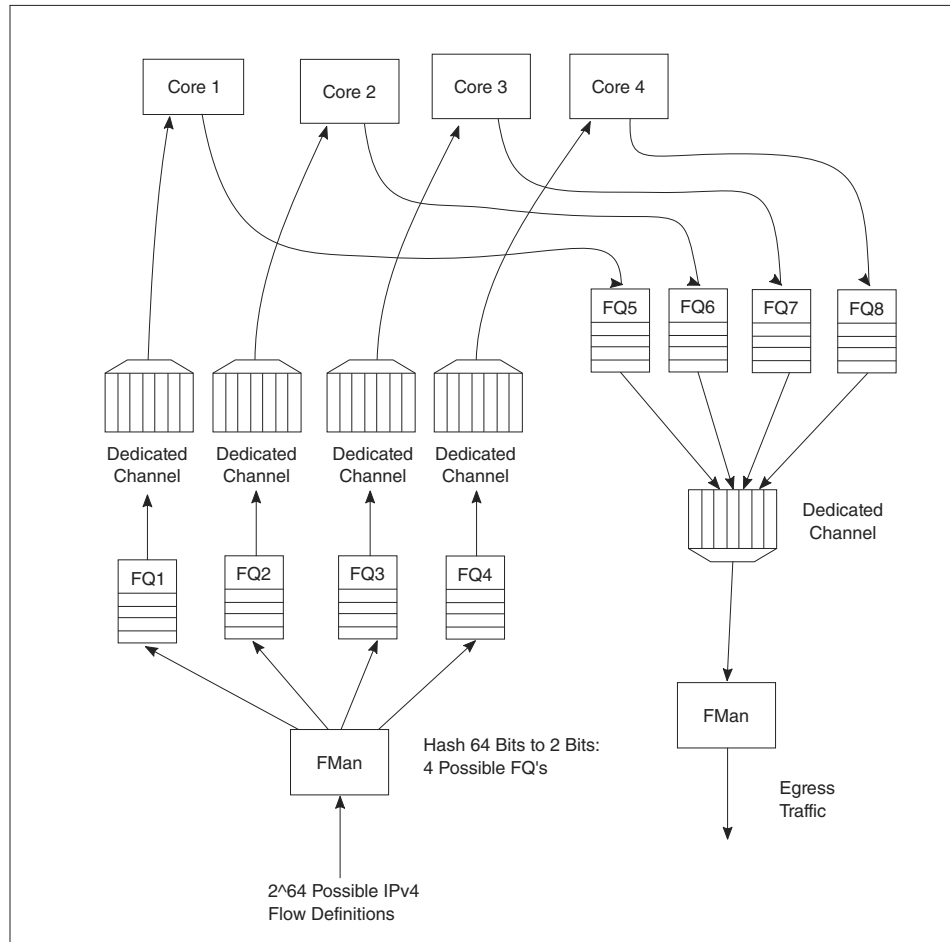 Core 1
Core 2
Core 3
Core 4
FQ5
FQ6
FQ7
FQ8
Dedicated
Channel
Dedicated
Channel
Dedicated
Channel
Dedicated
Channel
Dedicated
Channel
FQ1
FQ2
FQ3
FQ4
FMan
Hash 64 Bits to 2 Bits:
4 Possible FQ's
FMan
Egress
Traffic
2^64 Possible IPv4
Flow Definitions